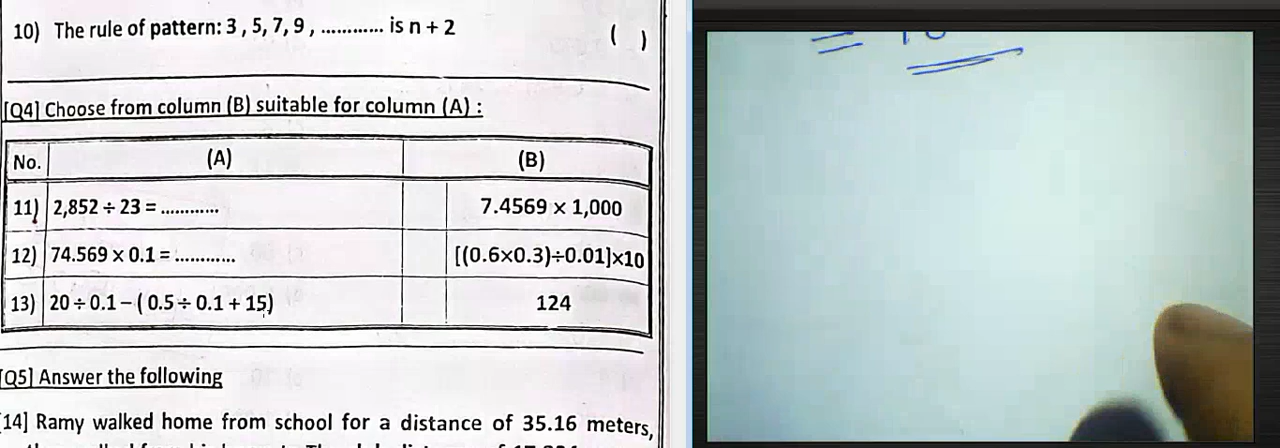 10) The rule of pattern: 3 , 5, 7, 9 , ............. is n + 2 ( )
[Q4] Choose from column (B) suitable for column (A) :
No. (A) (B)
11) 2,852 ÷ 23 = ............ 7.4569 × 1,000
12) 74.569 × 0.1 = ............ [(0.6×0.3)÷0.01]×10
13) 20 ÷ 0.1 – ( 0.5 ÷ 0.1 + 15) 124
[Q5] Answer the following
14] Ramy walked home from school for a distance of 35.16 meters,